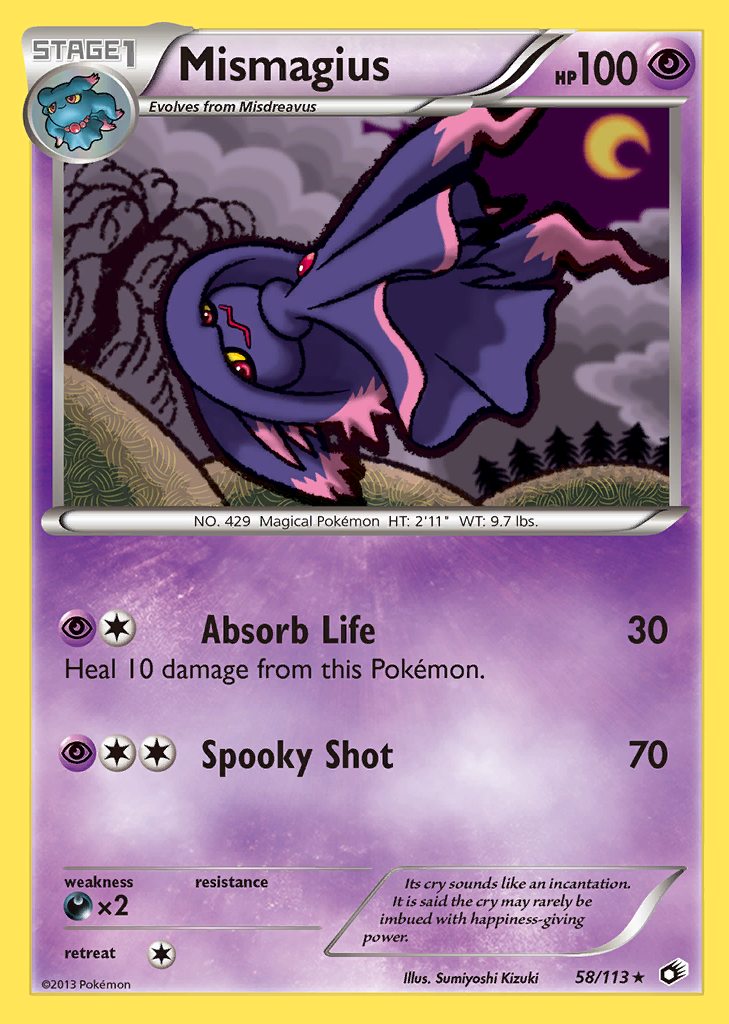 STAGE1
Mismagius
HP100
Evolves from Misdreavus
NO. 429 Magical Pokémon HT: 2'11" WT: 9.7 lbs.
Absorb Life 30
Heal 10 damage from this Pokémon.
Spooky Shot 70
weakness
×2
resistance
retreat
Its cry sounds like an incantation.
It is said the cry may rarely be
imbued with happiness-giving
power.
©2013 Pokémon
Illus. Sumiyoshi Kizuki
58/113★